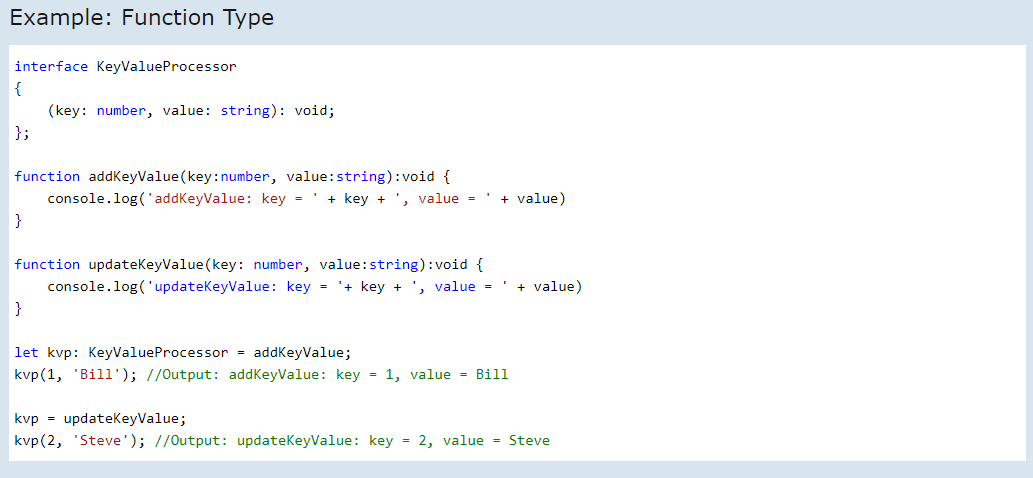 Example: Function Type
interface KeyValueProcessor
{
    (key: number, value: string): void;
};
function addKeyValue(key:number, value:string):void {
    console.log('addKeyValue: key = ' + key + ', value = ' + value)
}
function updateKeyValue(key: number, value:string):void {
    console.log('updateKeyValue: key = '+ key + ', value = ' + value)
}
let kvp: KeyValueProcessor = addKeyValue;
kvp(1, 'Bill'); //Output: addKeyValue: key = 1, value = Bill
kvp = updateKeyValue;
kvp(2, 'Steve'); //Output: updateKeyValue: key = 2, value = Steve